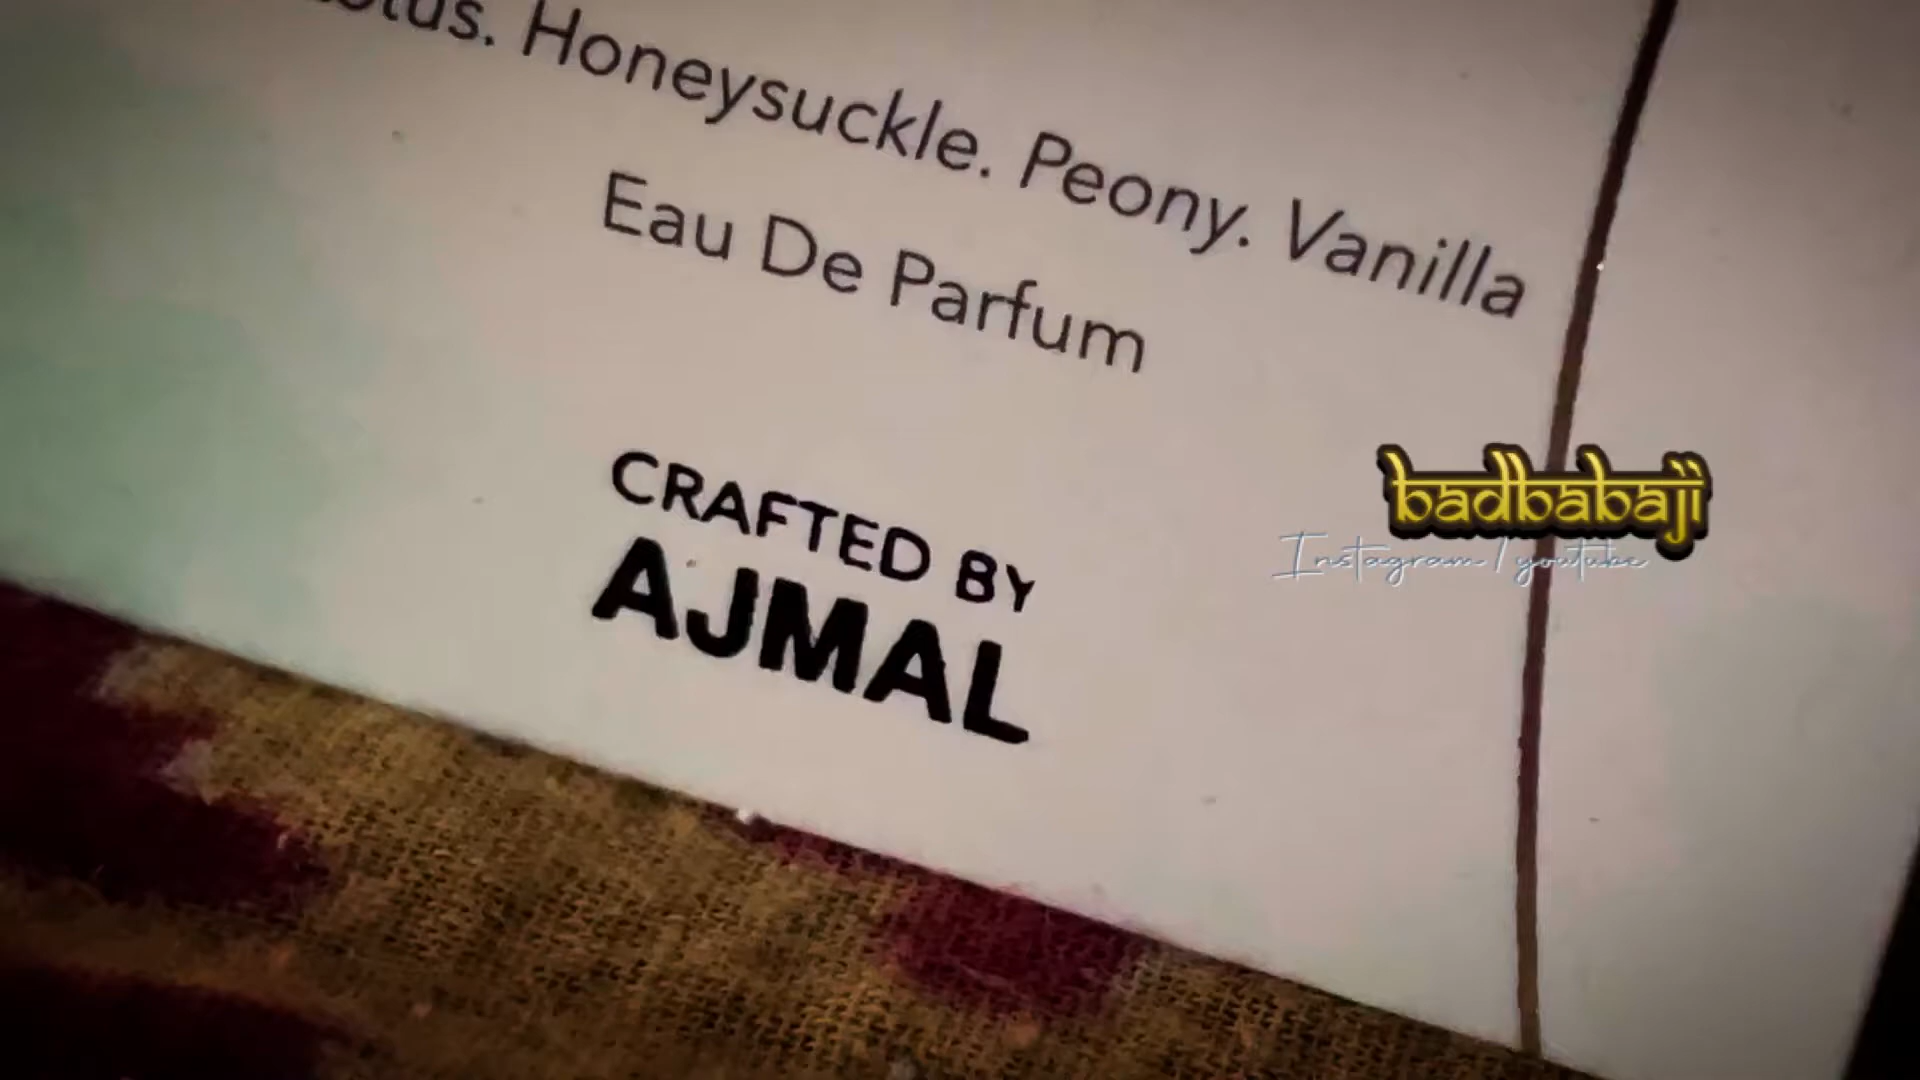 Honeysuckle. Peony. Vanilla
Eau De Parfum
CRAFTED BY
AJMAL
badbabaji
Instagram/youtube